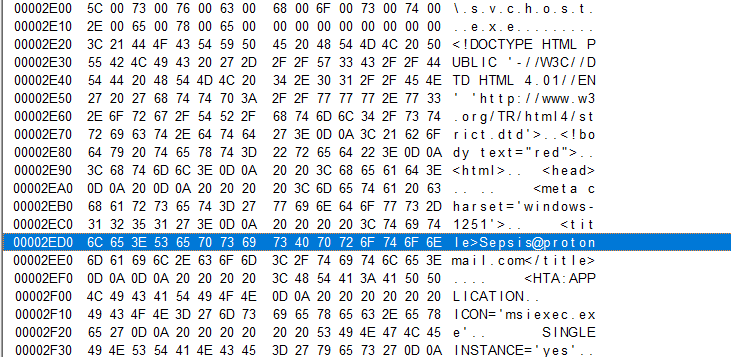 00002E00 5C 00 73 00 76 00 63 00 68 00 6F 00 73 00 74 00 \.s.v.c.h.o.s.t.
00002E10 2E 00 65 00 78 00 65 00 00 00 00 00 00 00 00 00 ..e.x.e.........
00002E20 3C 21 44 4F 43 54 59 50 45 20 48 54 4D 4C 20 50 <!DOCTYPE HTML P
00002E30 55 42 4C 49 43 20 27 2D 2F 2F 57 33 43 2F 2F 44 UBLIC '-//W3C//D
00002E40 54 44 20 48 54 4D 4C 20 34 2E 30 31 2F 2F 45 4E TD HTML 4.01//EN
00002E50 27 20 27 68 74 74 70 3A 2F 2F 77 77 77 2E 77 33 ' 'http://www.w3
00002E60 2E 6F 72 67 2F 54 52 2F 68 74 6D 6C 34 2F 73 74 .org/TR/html4/st
00002E70 72 69 63 74 2E 64 74 64 27 3E 0D 0A 3C 21 62 6F rict.dtd'>..<!bo
00002E80 64 79 20 74 65 78 74 3D 22 72 65 64 22 3E 0D 0A dy text="red">..
00002E90 3C 68 74 6D 6C 3E 0D 0A 20 20 3C 68 65 61 64 3E <html>..  <head>
00002EA0 0D 0A 20 0D 0A 20 20 20 20 3C 6D 65 74 61 20 63 .. ..    <meta c
00002EB0 68 61 72 73 65 74 3D 27 77 69 6E 64 6F 77 73 2D harset='windows-
00002EC0 31 32 35 31 27 3E 0D 0A 20 20 20 20 3C 74 69 74 1251'>..    <tit
00002ED0 6C 65 3E 53 65 70 73 69 73 40 70 72 6F 74 6F 6E le>Sepsis@proton
00002EE0 6D 61 69 6C 2E 63 6F 6D 3C 2F 74 69 74 6C 65 3E mail.com</title>
00002EF0 0D 0A 0D 0A 20 20 20 20 3C 48 54 41 3A 41 50 50 ....    <HTA:APP
00002F00 4C 49 43 41 54 49 4F 4E 0D 0A 20 20 20 20 20 20 LICATION..
00002F10 49 43 4F 4E 3D 27 6D 73 69 65 78 65 63 2E 65 78 ICON='msiexec.ex
00002F20 65 27 0D 0A 20 20 20 20 20 20 53 49 4E 47 4C 45 e'..      SINGLE
00002F30 49 4E 53 54 41 4E 43 45 3D 27 79 65 73 27 0D 0A INSTANCE='yes'..